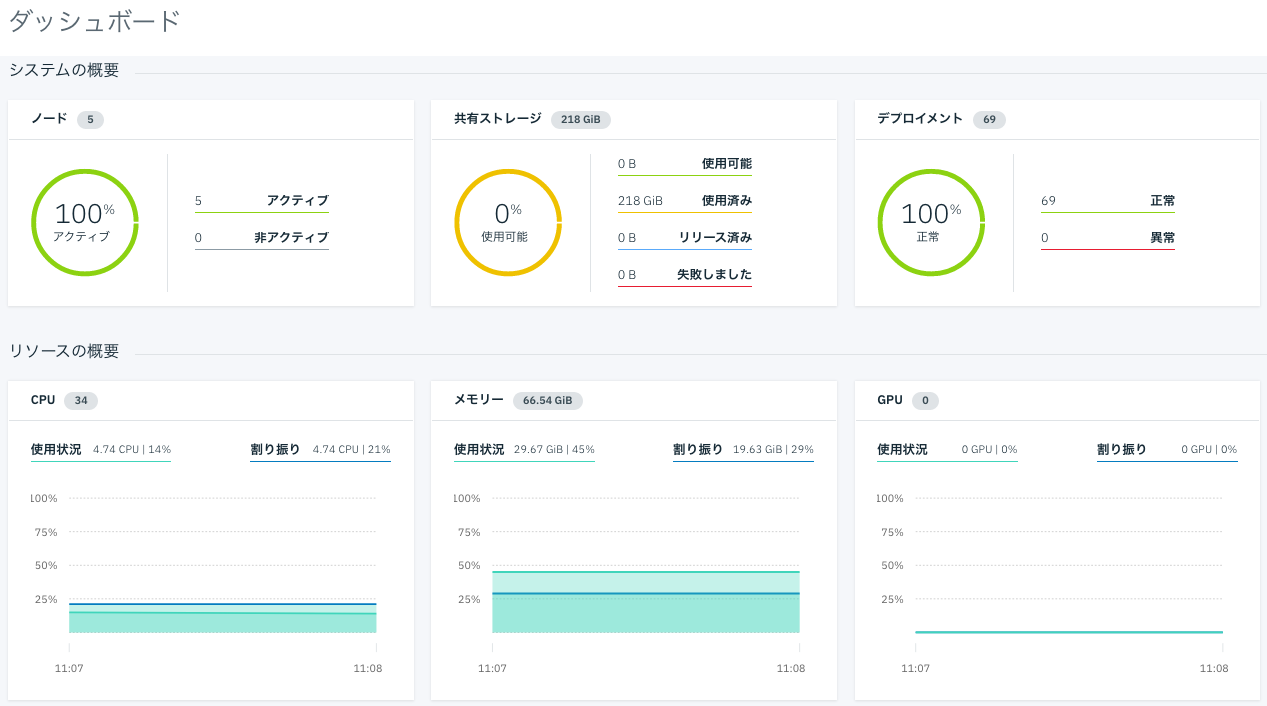 ダッシュボード
システムの概要
ノード 5
100%
アクティブ
5 アクティブ
0 非アクティブ
共有ストレージ 218 GiB
0%
使用可能
0 B 使用可能
218 GiB 使用済み
0 B リリース済み
0 B 失敗しました
デプロイメント 69
100%
正常
69 正常
0 異常
リソースの概要
CPU 34
使用状況 4.74 CPU | 14% 割り振り 4.74 CPU | 21%
100%
75%
50%
25%
11:07 11:08
メモリー 66.54 GiB
使用状況 29.67 GiB | 45% 割り振り 19.63 GiB | 29%
100%
75%
50%
25%
11:07 11:08
GPU 0
使用状況 0 GPU | 0% 割り振り 0 GPU | 0%
100%
75%
50%
25%
11:07 11:08